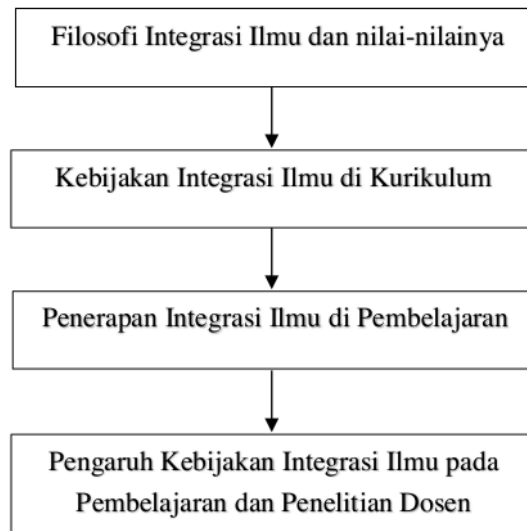 Filosofi Integrasi Ilmu dan nilai-nilainya
Kebijakan Integrasi Ilmu di Kurikulum
Penerapan Integrasi Ilmu di Pembelajaran
Pengaruh Kebijakan Integrasi Ilmu pada
Pembelajaran dan Penelitian Dosen